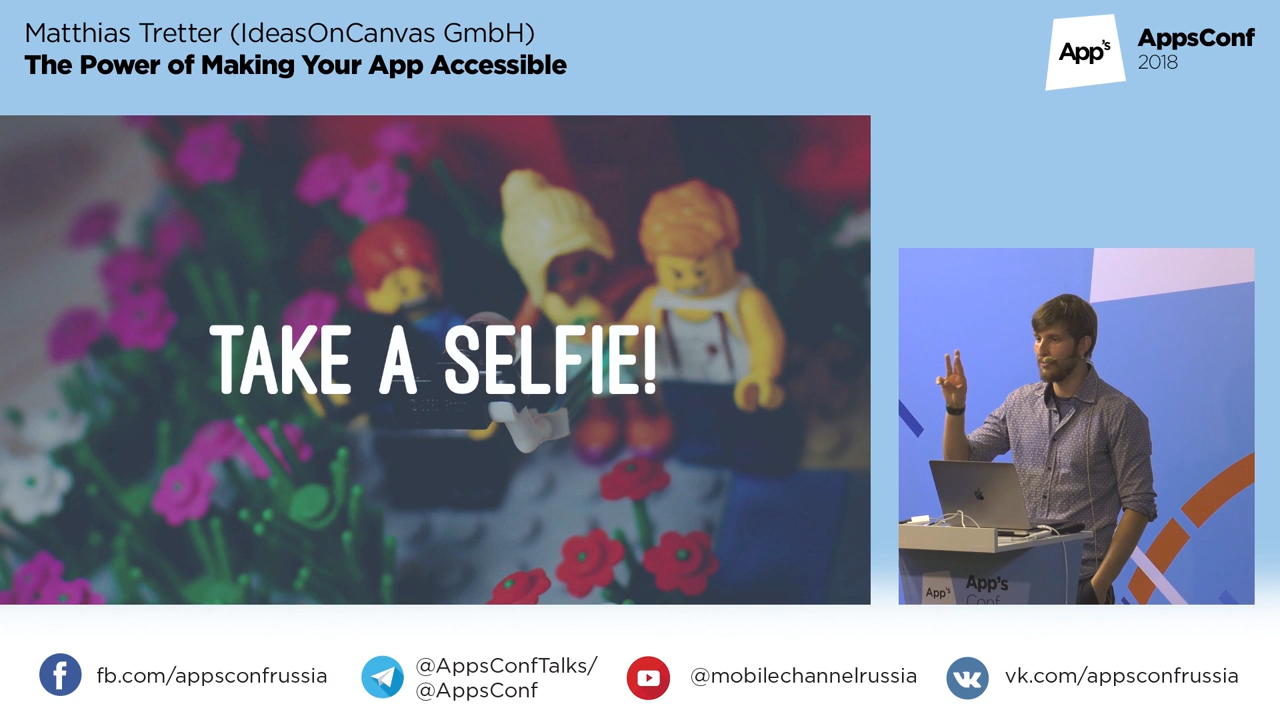 Matthias Tretter (IdeasOnCanvas GmbH)
The Power of Making Your App Accessible
App's
AppsConf
2018
TAKE A SELFIE!
App's
App's
Conf
fb.com/appsconfrussia
@AppsConfTalks/
@AppsConf
@mobilechannelrussia
vk.com/appsconfrussia